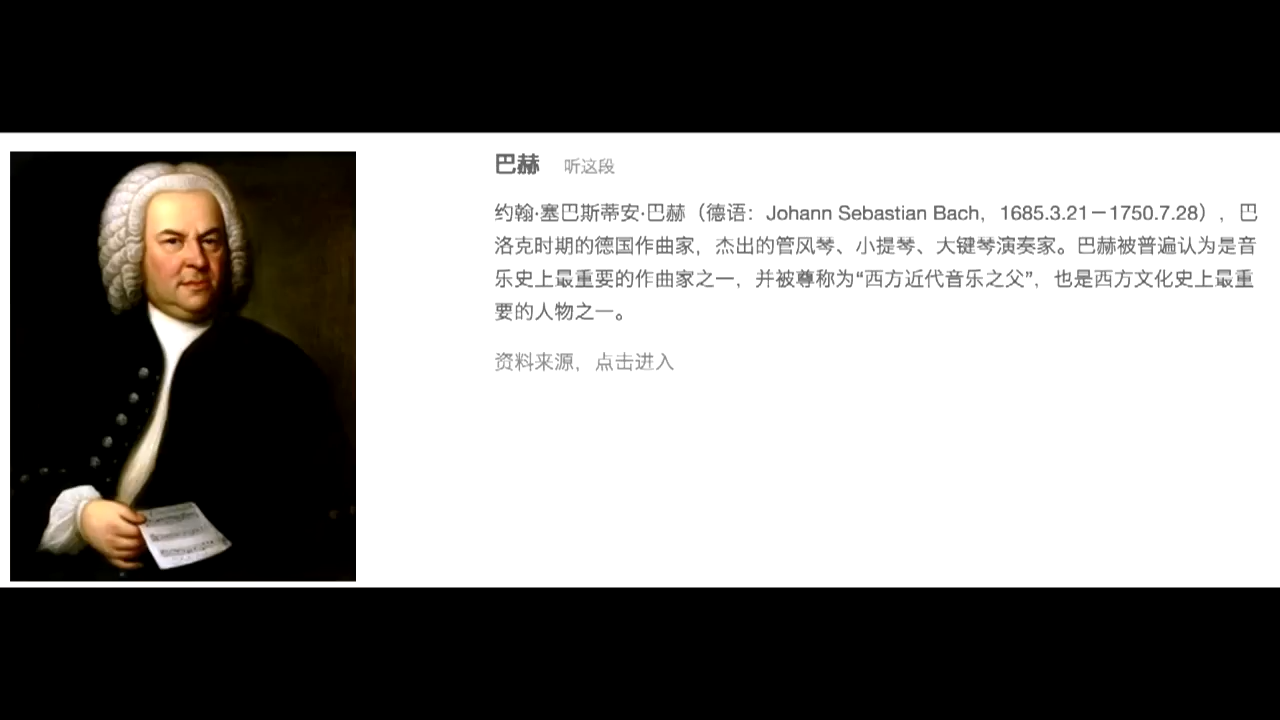 巴赫 听这段
约翰·塞巴斯蒂安·巴赫（德语：Johann Sebastian Bach，1685.3.21－1750.7.28），巴
洛克时期的德国作曲家，杰出的管风琴、小提琴、大键琴演奏家。巴赫被普遍认为是音
乐史上最重要的作曲家之一，并被尊称为“西方近代音乐之父”，也是西方文化史上最重
要的人物之一。
资料来源，点击进入